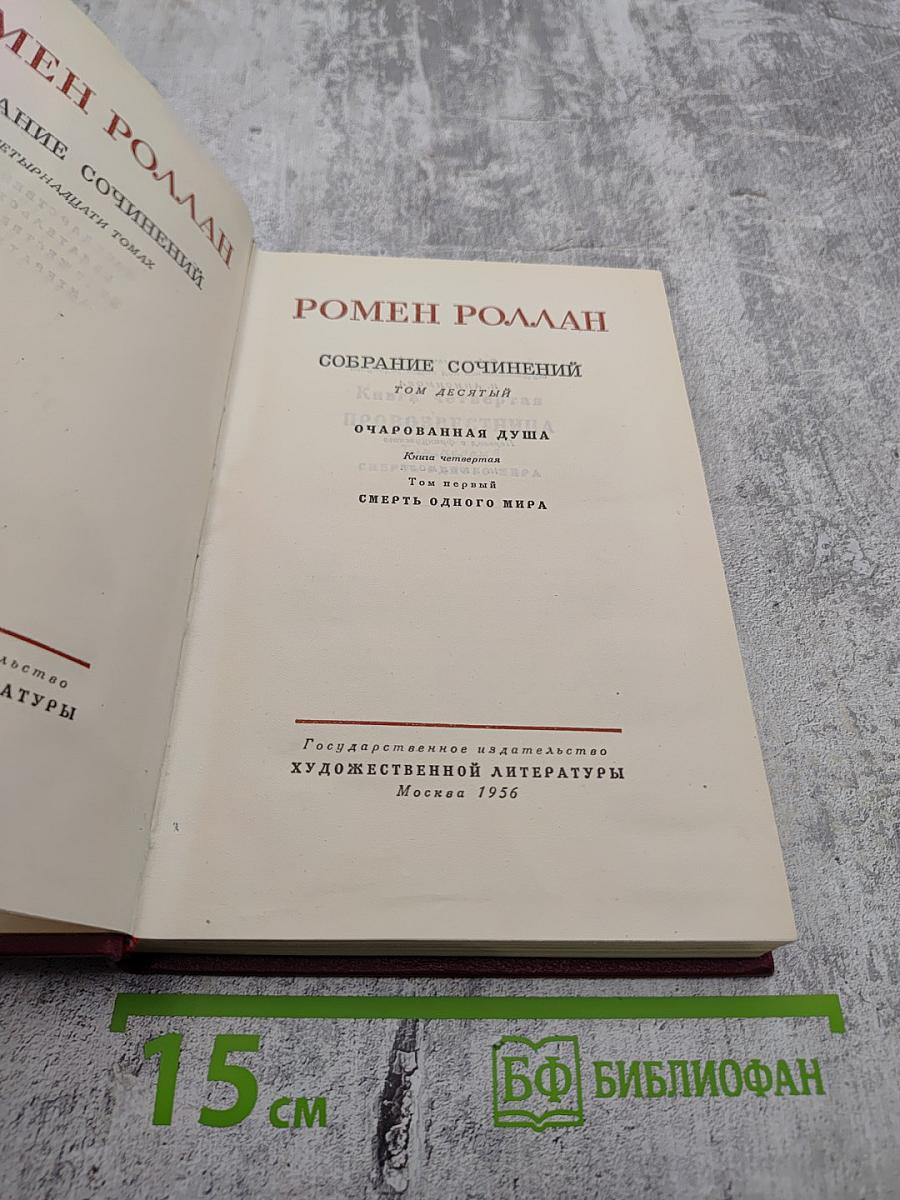 МЕН РОЛЛАН
АНИЕ СОЧИНЕНИЙ
ЕТЫРНАДЦАТИ ТОМАХ
льство
АТУРЫ
РОМЕН РОЛЛАН
СОБРАНИЕ СОЧИНЕНИЙ
ТОМ ДЕСЯТЫЙ
ОЧАРОВАННАЯ ДУША
Книга четвертая
Том первый
СМЕРТЬ ОДНОГО МИРА
Государственное издательство
ХУДОЖЕСТВЕННОЙ ЛИТЕРАТУРЫ
Москва 1956
15 см
БФ БИБЛИОФАН